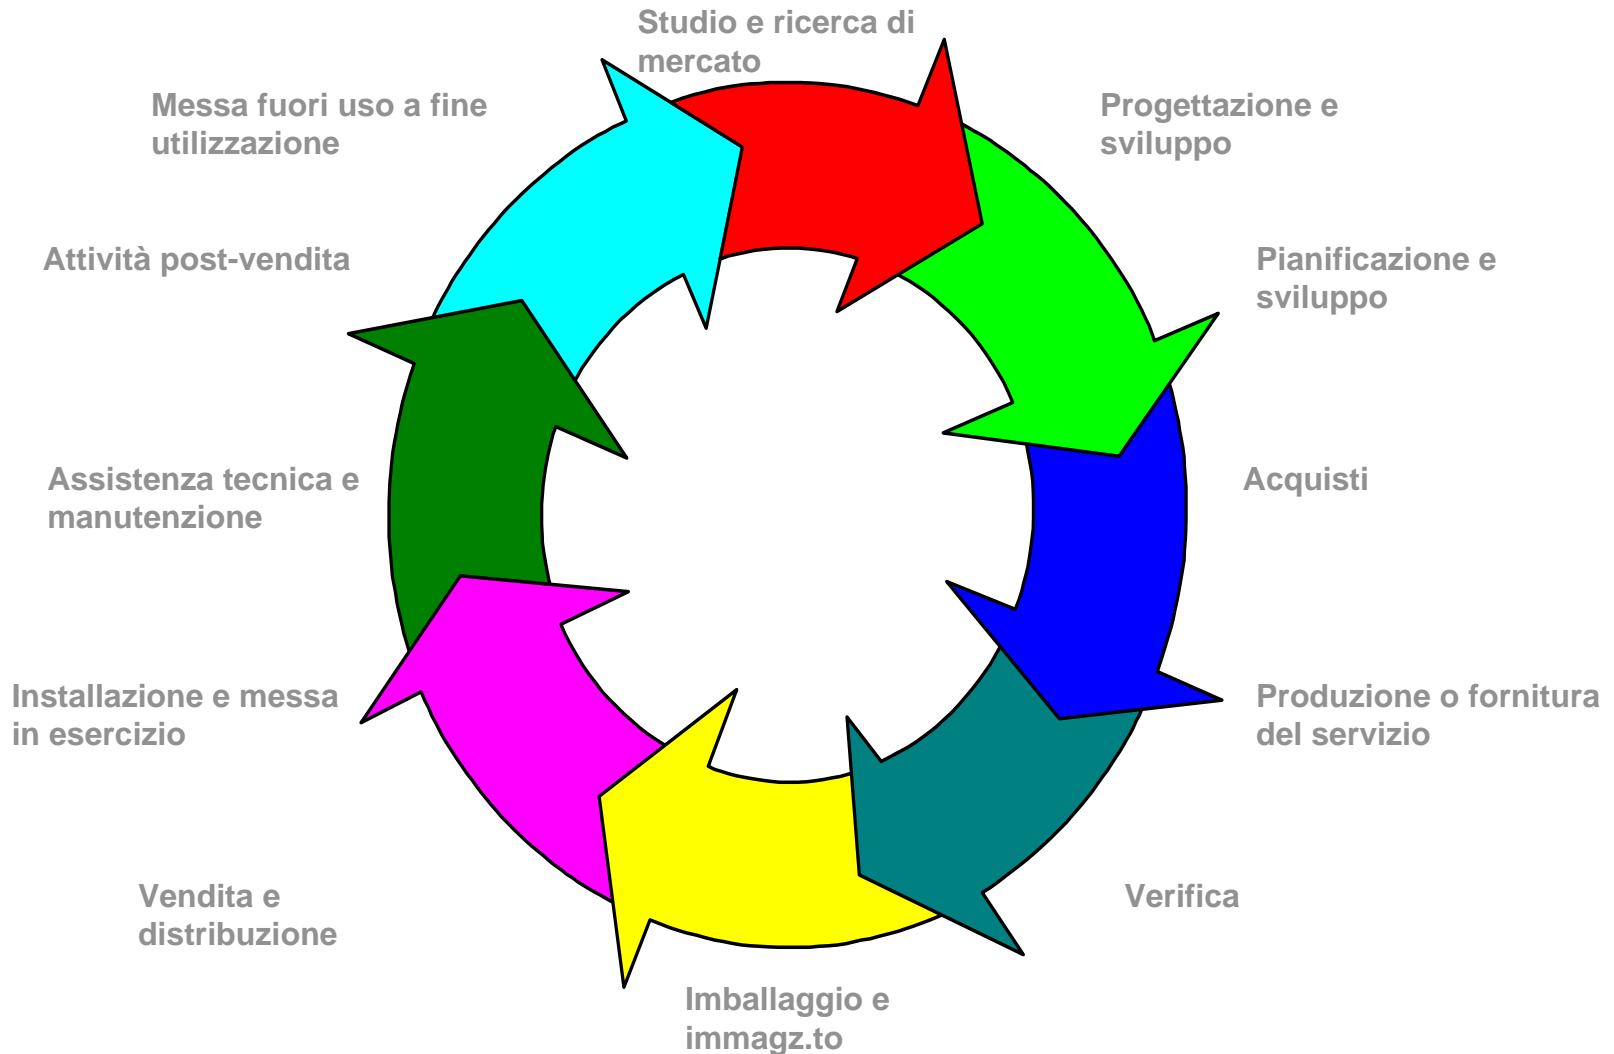 Studio e ricerca di
mercato
Progettazione e
sviluppo
Pianificazione e
sviluppo
Acquisti
Produzione o fornitura
del servizio
Verifica
Imballaggio e
immagz.to
Vendita e
distribuzione
Installazione e messa
in esercizio
Assistenza tecnica e
manutenzione
Attività post-vendita
Messa fuori uso a fine
utilizzazione